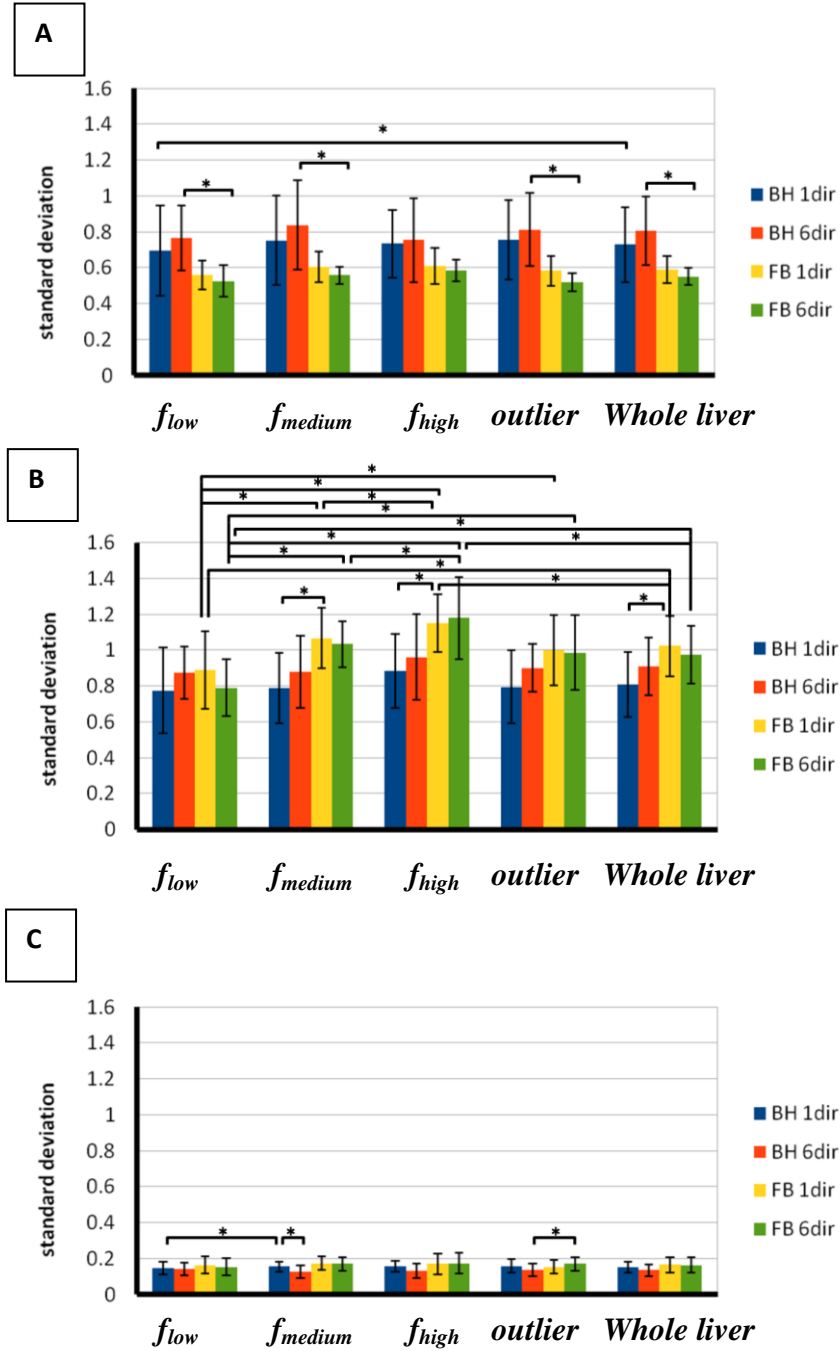 A
1.6
1.4
1.2
1
0.8
0.6
0.4
0.2
0
standard deviation
*
*
*
*
*
BH 1dir
BH 6dir
FB 1dir
FB 6dir
flow fmedium fhigh outlier Whole liver
B
1.6
1.4
1.2
1
0.8
0.6
0.4
0.2
0
standard deviation
*
*
* *
*
*
* *
* *
*
* *
* *
BH 1dir
BH 6dir
FB 1dir
FB 6dir
flow fmedium fhigh outlier Whole liver
C
1.6
1.4
1.2
1
0.8
0.6
0.4
0.2
0
standard deviation
* * *
BH 1dir
BH 6dir
FB 1dir
FB 6dir
flow fmedium fhigh outlier Whole liver